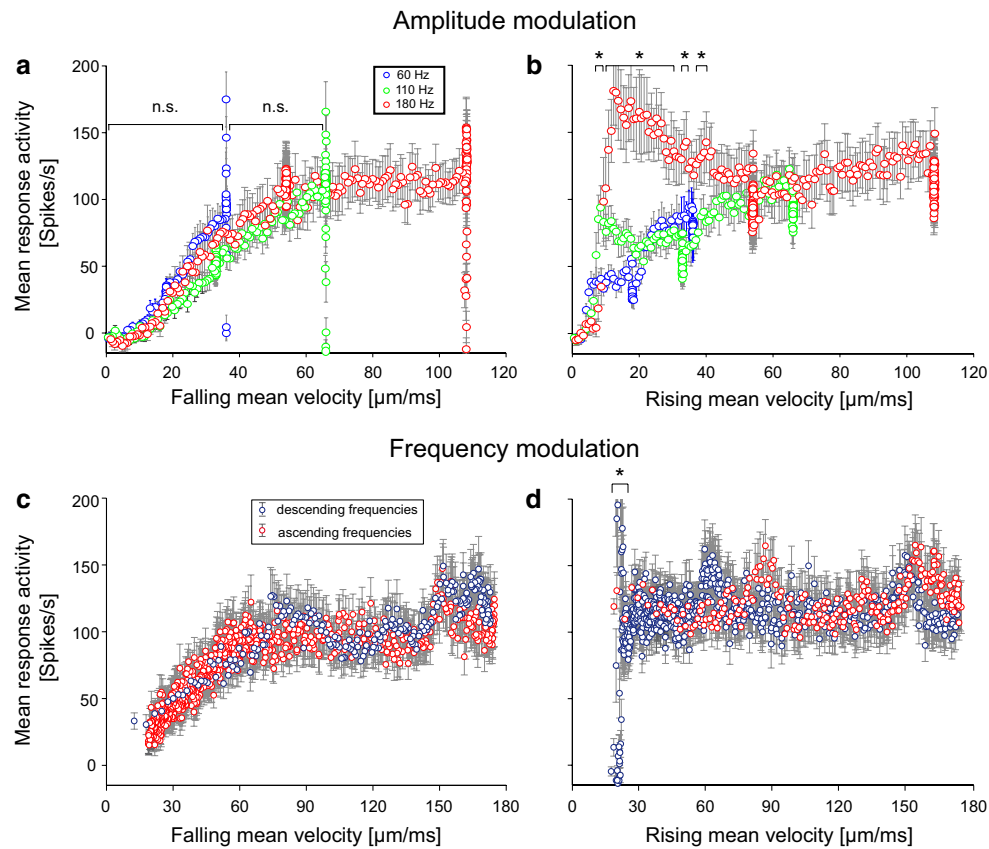 Amplitude modulation
a
b
Mean response activity
[Spikes/s]
200
150
100
50
0
n.s.
n.s.
60 Hz
110 Hz
180 Hz
* * * *
0 20 40 60 80 100 120
0 20 40 60 80 100 120
Falling mean velocity [µm/ms]
Rising mean velocity [µm/ms]
Frequency modulation
c
d
Mean response activity
[Spikes/s]
200
150
100
50
0
descending frequencies
ascending frequencies
*
0 30 60 90 120 150 180
0 30 60 90 120 150 180
Falling mean velocity [µm/ms]
Rising mean velocity [µm/ms]